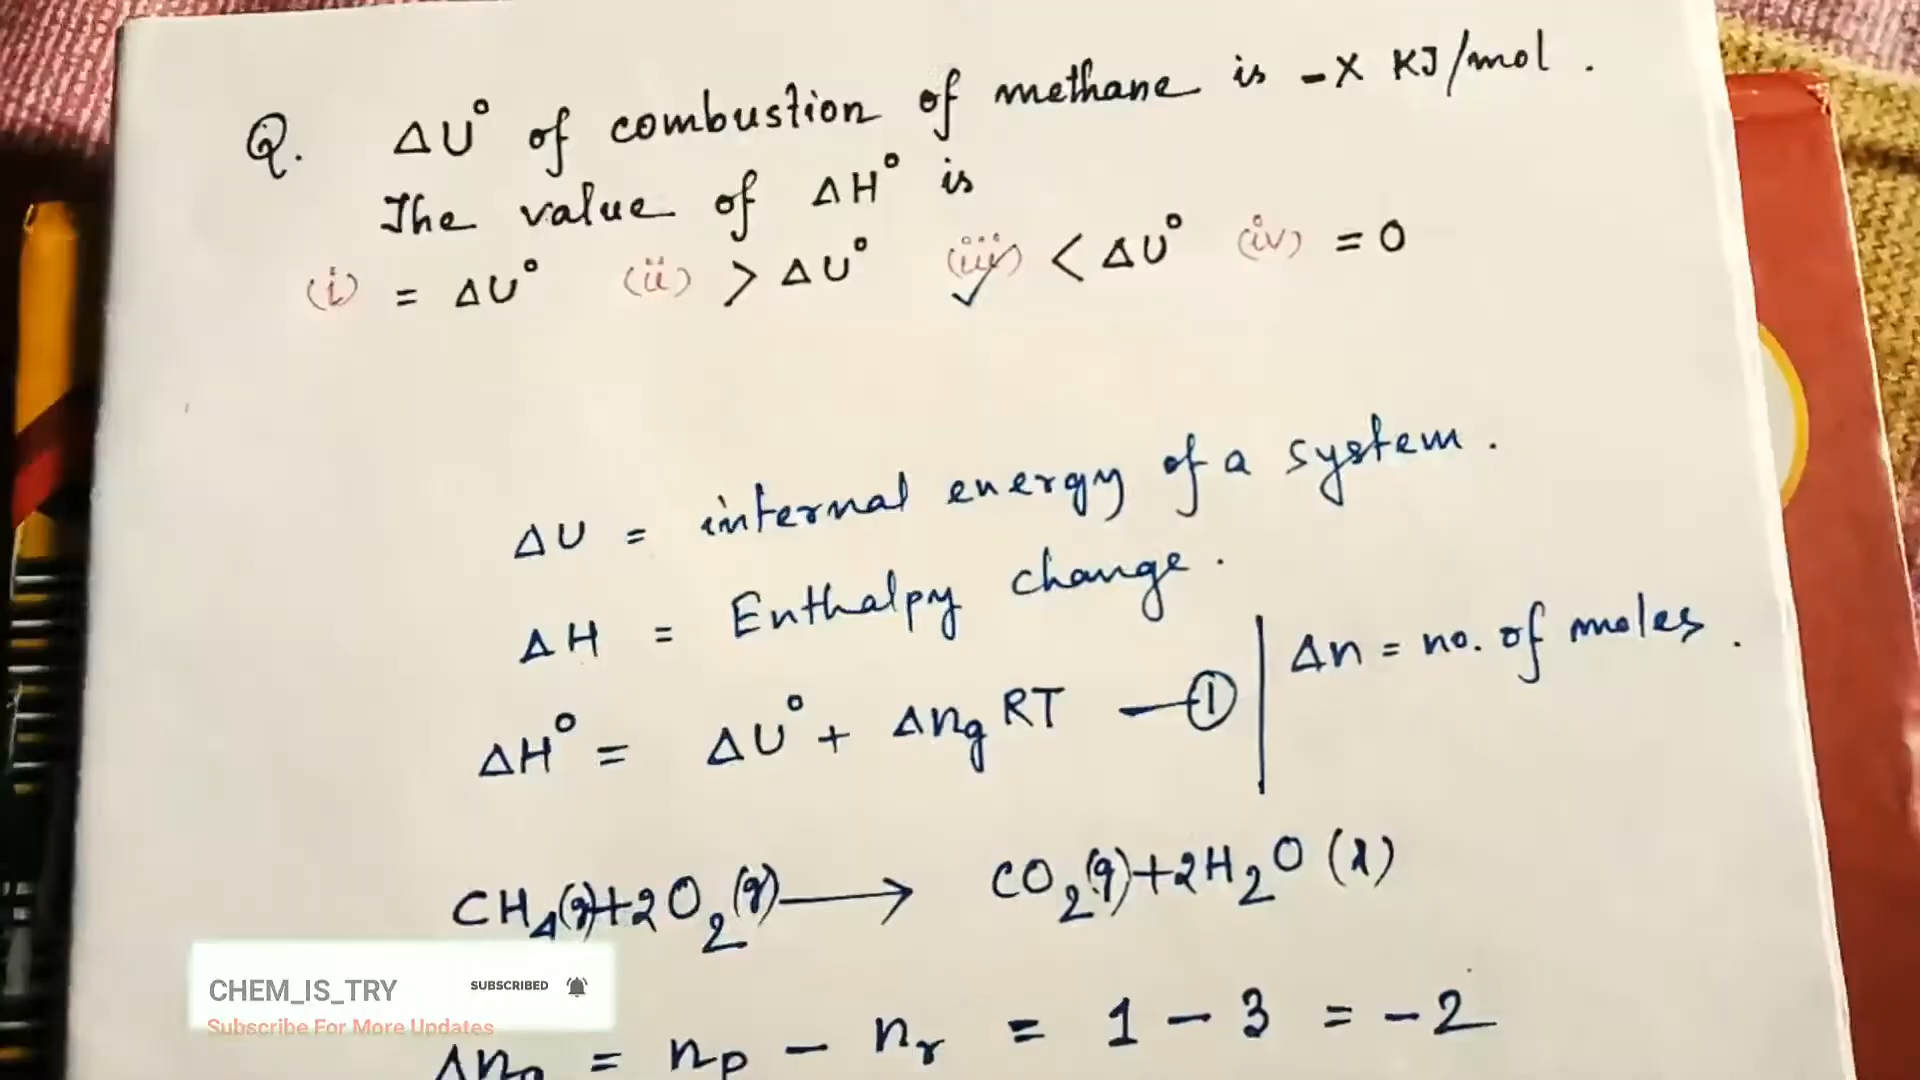 Q. ΔU° of combustion of methane is -X KJ/mol.
The value of ΔH° is
(i) = ΔU° (ii) > ΔU° (iii) < ΔU° (iv) = 0
ΔU = internal energy of a system.
ΔH = Enthalpy change.
Δn = no. of moles.
ΔH° = ΔU° + Δng RT — ①
CH4(g)+2O2(g) → CO2(g)+2H2O(l)
CHEM_IS_TRY SUBSCRIBED
Subscribe For More Updates
Δng = np - nr = 1 - 3 = -2